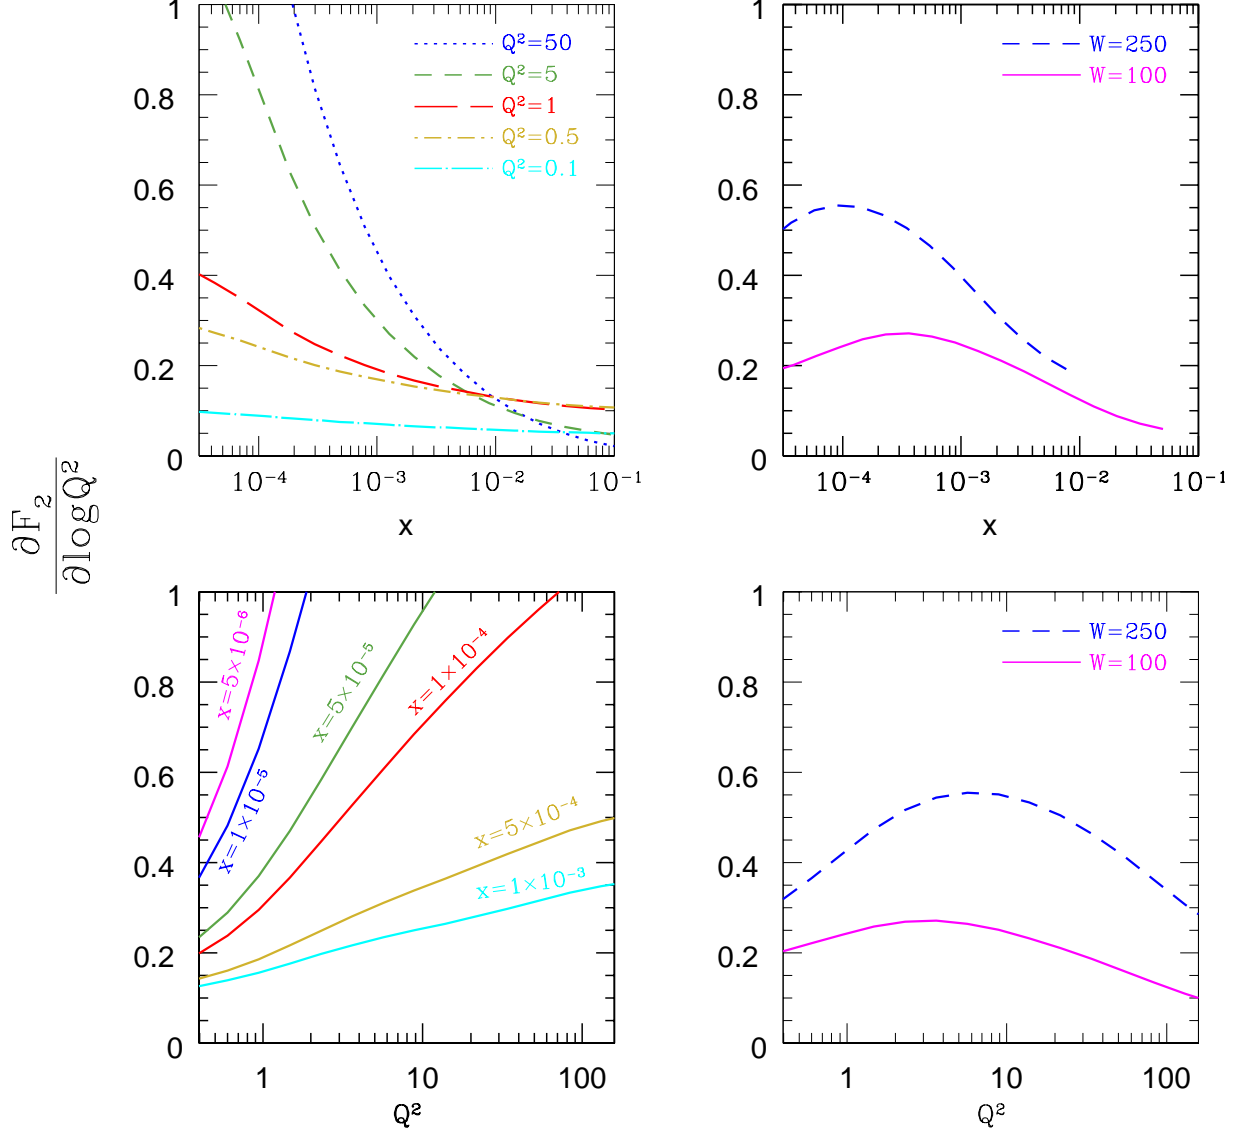 ∂F₂
∂logQ²
1
0.8
0.6
0.4
0.2
0
Q²=50
Q²=5
Q²=1
Q²=0.5
Q²=0.1
10⁻⁴ 10⁻³ 10⁻² 10⁻¹
x
1
0.8
0.6
0.4
0.2
0
W=250
W=100
10⁻⁴ 10⁻³ 10⁻² 10⁻¹
x
1
0.8
0.6
0.4
0.2
0
x=5×10⁻⁶
x=1×10⁻⁵
x=5×10⁻⁵
x=1×10⁻⁴
x=5×10⁻⁴
x=1×10⁻³
1 10 100
Q²
1
0.8
0.6
0.4
0.2
0
W=250
W=100
1 10 100
Q²